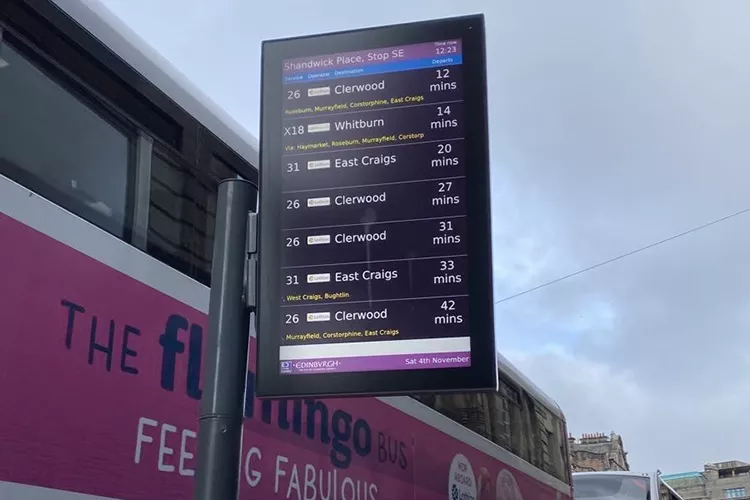 Shandwick Place, Stop SE
Time now
12:23
Service Operator Destination Departs
26 Clerwood 12 mins
Roseburn, Murrayfield, Corstorphine, East Craigs
X18 Whitburn 14 mins
Via: Haymarket, Roseburn, Murrayfield, Corstorp
31 East Craigs 20 mins
26 Clerwood 27 mins
26 Clerwood 31 mins
31 East Craigs 33 mins
West Craigs, Bughtlin
26 Clerwood 42 mins
Murrayfield, Corstorphine, East Craigs
·EDINBVRGH·
Sat 4th November
THE flamingo BUS
FEELING FABULOUS
HOP
ABOARD